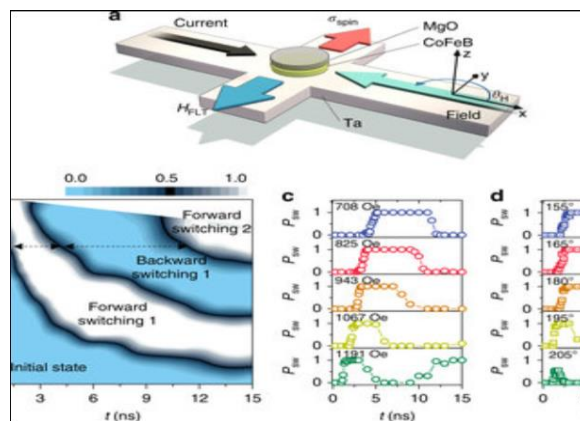 a
Current
σspin
MgO
CoFeB
z
y
θH
x
HFLT
Ta
Field
0.0 0.5 1.0
Forward
switching 2
Backward
switching 1
Forward
switching 1
Initial state
3 6 9 12 15
t (ns)
c
708 Oe
Psw
1
0
825 Oe
Psw
1
0
943 Oe
Psw
1
0
1067 Oe
Psw
1
0
1191 Oe
Psw
1
0
0 5 10 15
t (ns)
d
155°
Psw
1
0
165°
Psw
1
0
180°
Psw
1
0
195°
Psw
1
0
205°
Psw
1
0
0